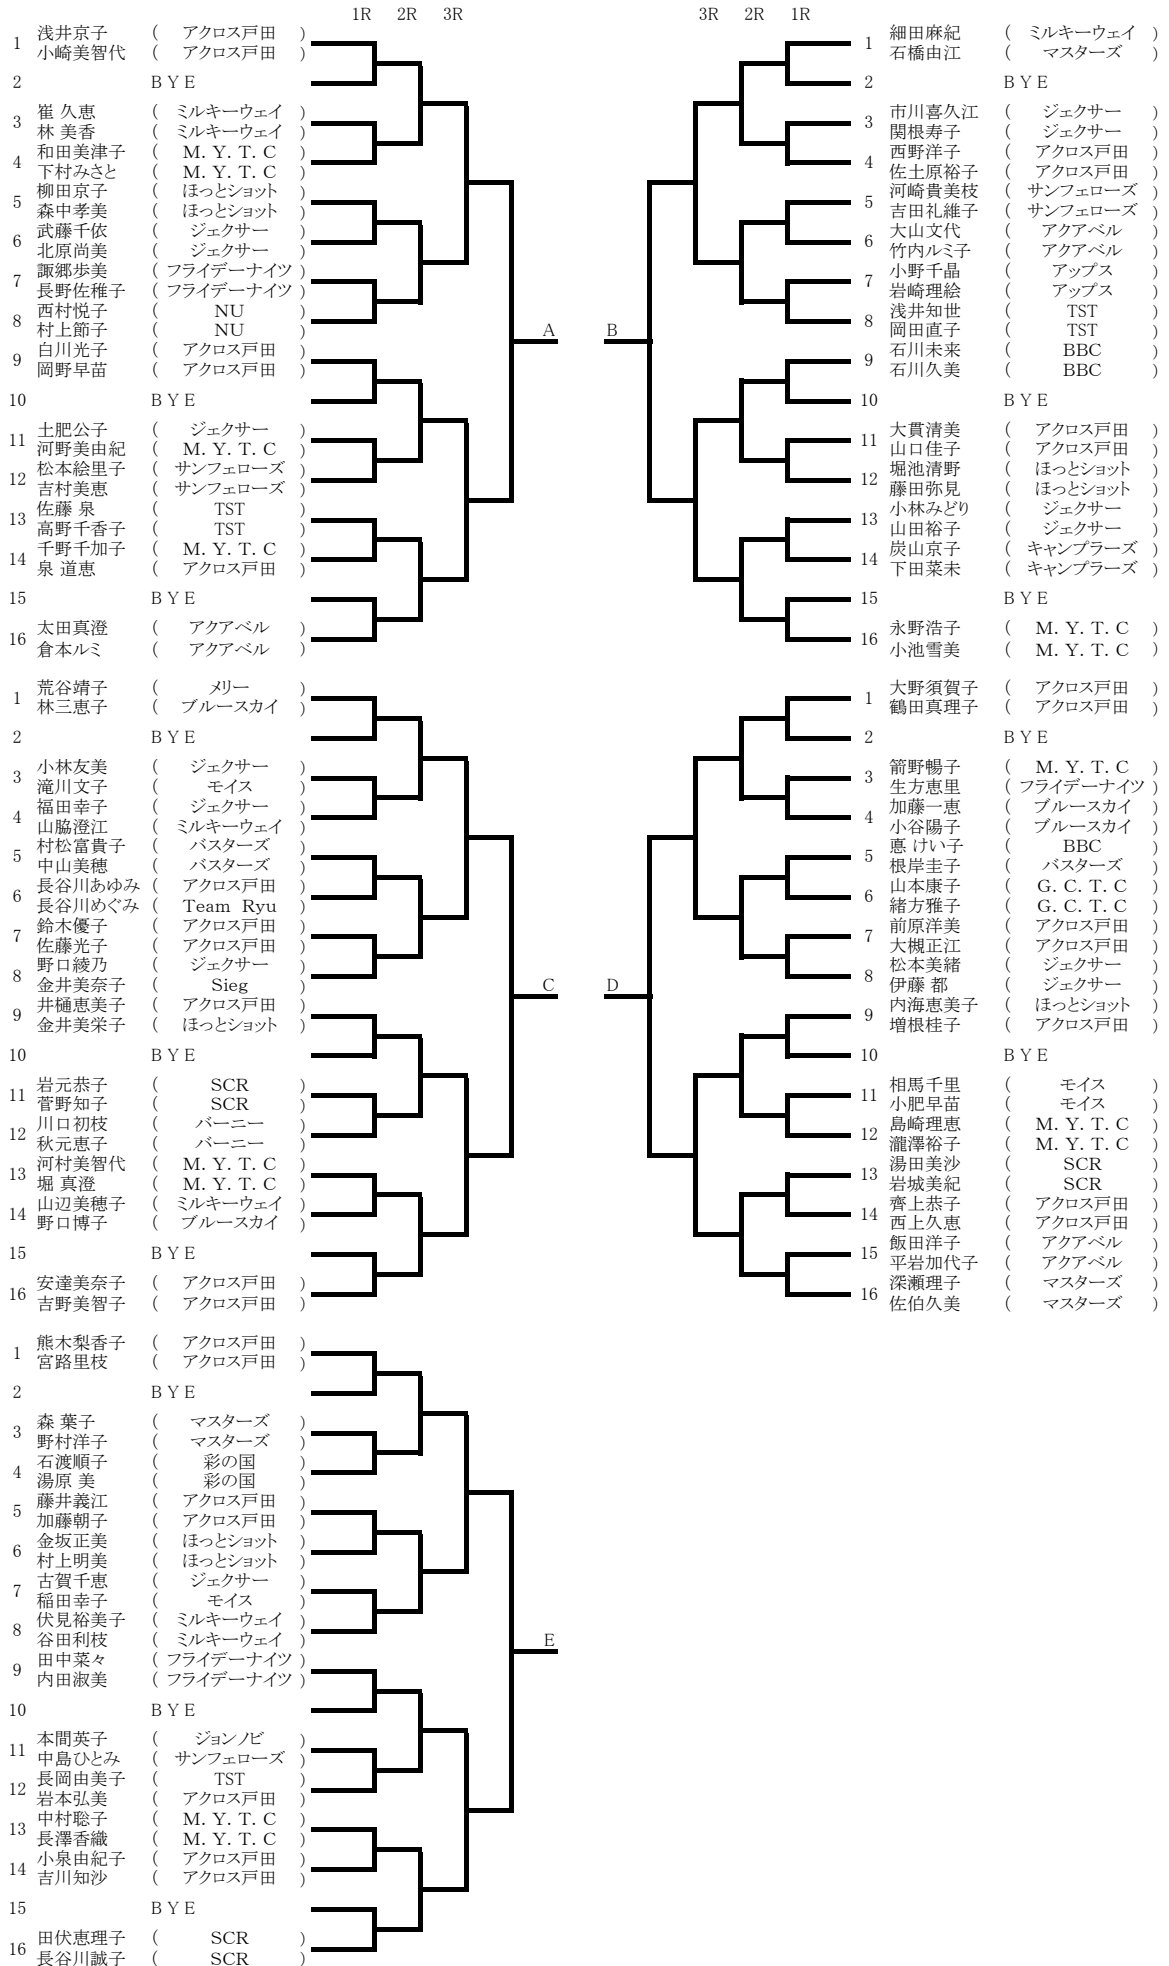 1R 2R 3R
1 浅井京子 ( アクロス戸田 )
小崎美智代 ( アクロス戸田 )
2 BYE
3 崔 久恵 ( ミルキーウェイ )
林 美香 ( ミルキーウェイ )
4 和田美津子 ( M. Y. T. C )
下村みさと ( M. Y. T. C )
5 柳田京子 ( ほっとショット )
森中孝美 ( ほっとショット )
6 武藤千依 ( ジェクサー )
北原尚美 ( ジェクサー )
7 諏郷歩美 ( フライデーナイツ )
長野佐稚子 ( フライデーナイツ )
8 西村悦子 ( NU )
村上節子 ( NU )
A
9 白川光子 ( アクロス戸田 )
岡野早苗 ( アクロス戸田 )
10 BYE
11 土肥公子 ( ジェクサー )
河野美由紀 ( M. Y. T. C )
12 松本絵里子 ( サンフェローズ )
吉村美恵 ( サンフェローズ )
13 佐藤 泉 ( TST )
高野千香子 ( TST )
14 千野千加子 ( M. Y. T. C )
泉 道恵 ( アクロス戸田 )
15 BYE
16 太田真澄 ( アクアベル )
倉本ルミ ( アクアベル )
3R 2R 1R
1 細田麻紀 ( ミルキーウェイ )
石橋由江 ( マスターズ )
2 BYE
3 市川喜久江 ( ジェクサー )
関根寿子 ( ジェクサー )
4 西野洋子 ( アクロス戸田 )
佐土原裕子 ( アクロス戸田 )
5 河崎貴美枝 ( サンフェローズ )
吉田礼維子 ( サンフェローズ )
6 大山文代 ( アクアベル )
竹内ルミ子 ( アクアベル )
7 小野千晶 ( アップス )
岩崎理絵 ( アップス )
8 浅井知世 ( TST )
岡田直子 ( TST )
B
9 石川未来 ( BBC )
石川久美 ( BBC )
10 BYE
11 大貫清美 ( アクロス戸田 )
山口佳子 ( アクロス戸田 )
12 堀池清野 ( ほっとショット )
藤田弥見 ( ほっとショット )
13 小林みどり ( ジェクサー )
山田裕子 ( ジェクサー )
14 炭山京子 ( キャンプラーズ )
下田菜未 ( キャンプラーズ )
15 BYE
16 永野浩子 ( M. Y. T. C )
小池雪美 ( M. Y. T. C )
1 荒谷靖子 ( メリー )
林三恵子 ( ブルースカイ )
2 BYE
3 小林友美 ( ジェクサー )
滝川文子 ( モイス )
4 福田幸子 ( ジェクサー )
山脇澄江 ( ミルキーウェイ )
5 村松富貴子 ( バスターズ )
中山美穂 ( バスターズ )
6 長谷川あゆみ ( アクロス戸田 )
長谷川めぐみ ( Team Ryu )
7 鈴木優子 ( アクロス戸田 )
佐藤光子 ( アクロス戸田 )
8 野口綾乃 ( ジェクサー )
金井美奈子 ( Sieg )
C
9 井樋恵美子 ( アクロス戸田 )
金井美栄子 ( ほっとショット )
10 BYE
11 岩元恭子 ( SCR )
菅野知子 ( SCR )
12 川口初枝 ( バーニー )
秋元恵子 ( バーニー )
13 河村美智代 ( M. Y. T. C )
堀 真澄 ( M. Y. T. C )
14 山辺美穂子 ( ミルキーウェイ )
野口博子 ( ブルースカイ )
15 BYE
16 安達美奈子 ( アクロス戸田 )
吉野美智子 ( アクロス戸田 )
1 大野須賀子 ( アクロス戸田 )
鶴田真理子 ( アクロス戸田 )
2 BYE
3 箭野暢子 ( M. Y. T. C )
生方恵里 ( フライデーナイツ )
4 加藤一恵 ( ブルースカイ )
小谷陽子 ( ブルースカイ )
5 悳 けい子 ( BBC )
根岸圭子 ( バスターズ )
6 山本康子 ( G. C. T. C )
緒方雅子 ( G. C. T. C )
7 前原洋美 ( アクロス戸田 )
大槻正江 ( アクロス戸田 )
8 松本美緒 ( ジェクサー )
伊藤 都 ( ジェクサー )
D
9 内海恵美子 ( ほっとショット )
増根桂子 ( アクロス戸田 )
10 BYE
11 相馬千里 ( モイス )
小肥早苗 ( モイス )
12 島崎理恵 ( M. Y. T. C )
瀧澤裕子 ( M. Y. T. C )
13 湯田美沙 ( SCR )
岩城美紀 ( SCR )
14 齊上恭子 ( アクロス戸田 )
西上久恵 ( アクロス戸田 )
15 飯田洋子 ( アクアベル )
平岩加代子 ( アクアベル )
16 深瀬理子 ( マスターズ )
佐伯久美 ( マスターズ )
1 熊木梨香子 ( アクロス戸田 )
宮路里枝 ( アクロス戸田 )
2 BYE
3 森 葉子 ( マスターズ )
野村洋子 ( マスターズ )
4 石渡順子 ( 彩の国 )
湯原 美 ( 彩の国 )
5 藤井義江 ( アクロス戸田 )
加藤朝子 ( アクロス戸田 )
6 金坂正美 ( ほっとショット )
村上明美 ( ほっとショット )
7 古賀千恵 ( ジェクサー )
稲田幸子 ( モイス )
8 伏見裕美子 ( ミルキーウェイ )
谷田利枝 ( ミルキーウェイ )
E
9 田中菜々 ( フライデーナイツ )
内田淑美 ( フライデーナイツ )
10 BYE
11 本間英子 ( ジョンノビ )
中島ひとみ ( サンフェローズ )
12 長岡由美子 ( TST )
岩本弘美 ( アクロス戸田 )
13 中村聡子 ( M. Y. T. C )
長澤香織 ( M. Y. T. C )
14 小泉由紀子 ( アクロス戸田 )
吉川知沙 ( アクロス戸田 )
15 BYE
16 田伏恵理子 ( SCR )
長谷川誠子 ( SCR )